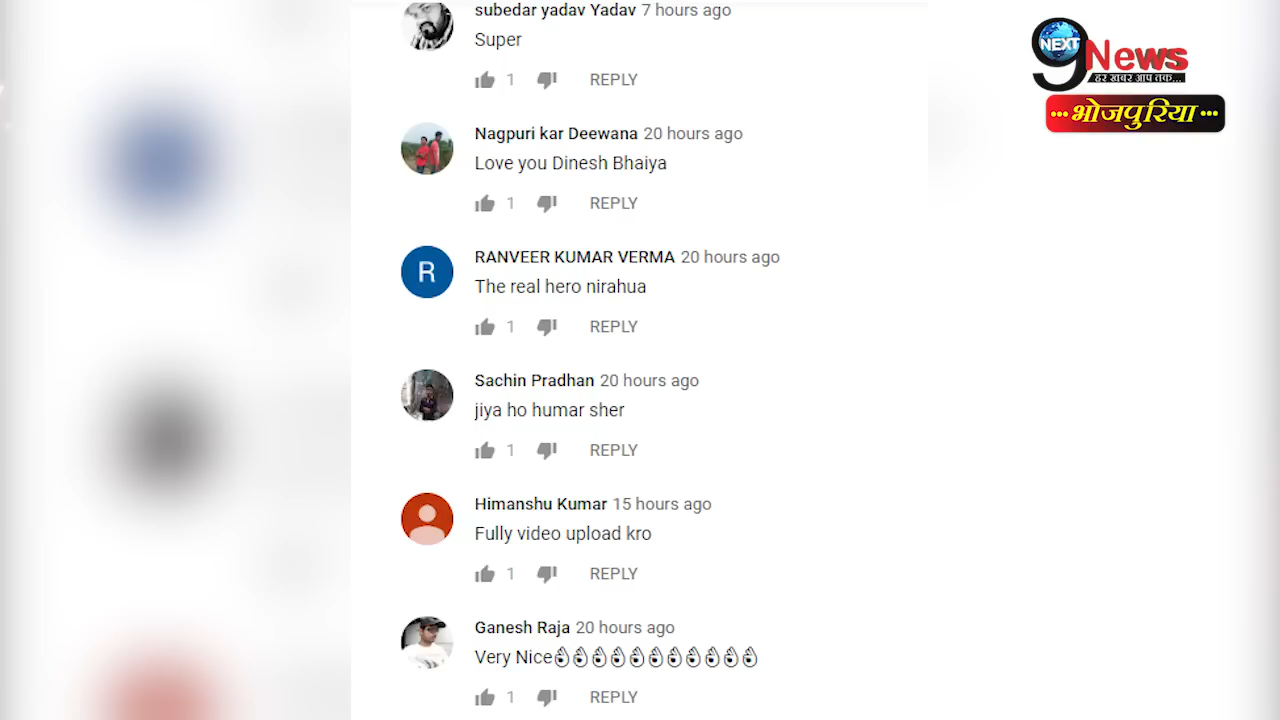 subedar yadav Yadav 7 hours ago
Super
1 REPLY
Nagpuri kar Deewana 20 hours ago
Love you Dinesh Bhaiya
1 REPLY
RANVEER KUMAR VERMA 20 hours ago
R
The real hero nirahua
1 REPLY
Sachin Pradhan 20 hours ago
jiya ho humar sher
1 REPLY
Himanshu Kumar 15 hours ago
Fully video upload kro
1 REPLY
Ganesh Raja 20 hours ago
Very Nice👌👌👌👌👌👌👌👌👌👌👌
1 REPLY
NEXT
9 News
हर खबर आप तक...
...भोजपुरिया...